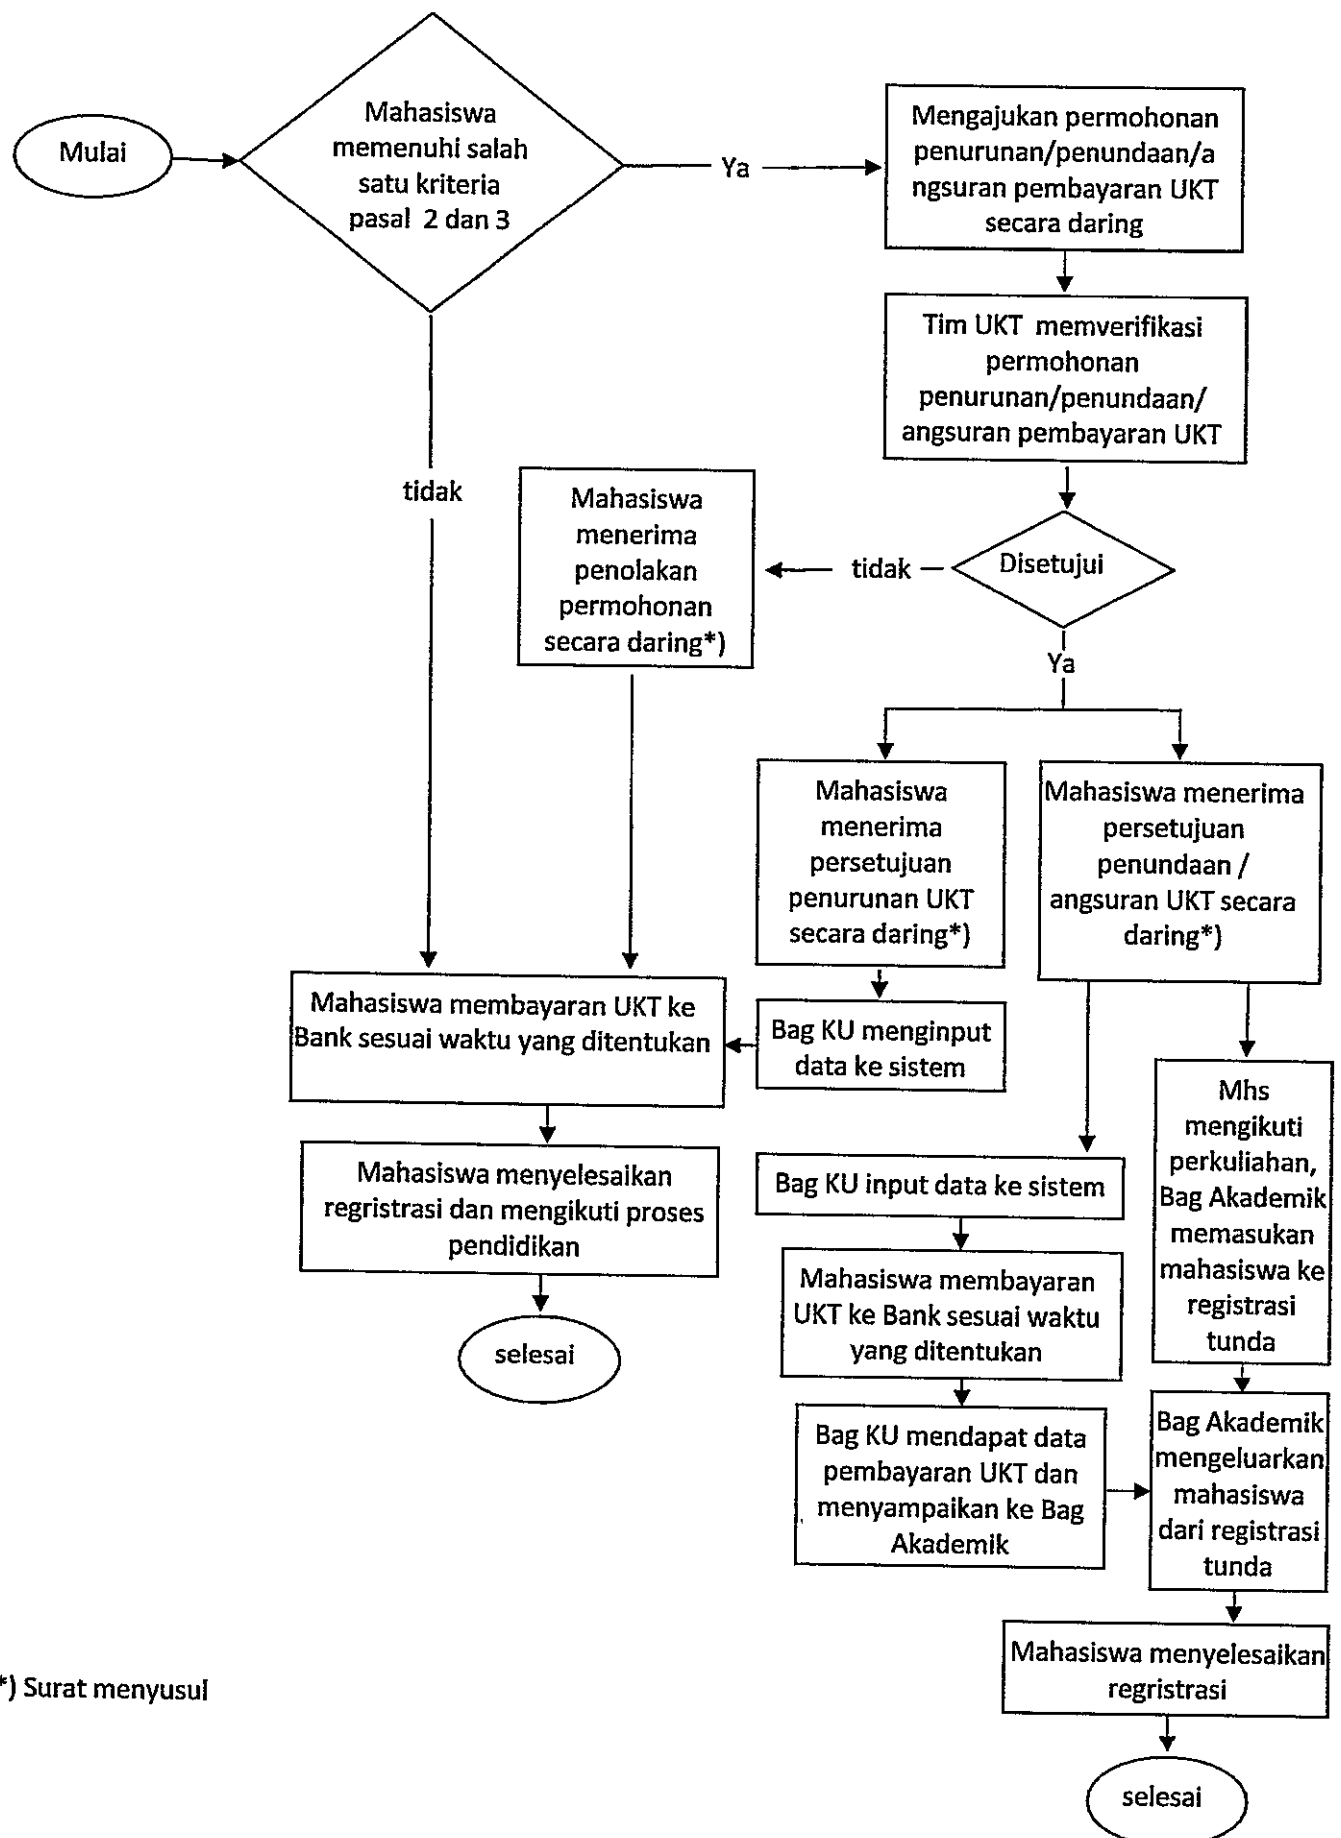 Mulai
Mahasiswa
memenuhi salah
satu kriteria
pasal 2 dan 3
Ya
Mengajukan permohonan
penurunan/penundaan/a
ngsuran pembayaran UKT
secara daring
Tim UKT memverifikasi
permohonan
penurunan/penundaan/
angsuran pembayaran UKT
tidak
Mahasiswa
menerima
penolakan
permohonan
secara daring*)
tidak
Disetujui
Ya
Mahasiswa
menerima
persetujuan
penurunan UKT
secara daring*)
Mahasiswa menerima
persetujuan
penundaan /
angsuran UKT secara
daring*)
Mahasiswa membayaran UKT ke
Bank sesuai waktu yang ditentukan
Bag KU menginput
data ke sistem
Mahasiswa menyelesaikan
regristrasi dan mengikuti proses
pendidikan
selesai
Bag KU input data ke sistem
Mhs
mengikuti
perkuliahan,
Bag Akademik
memasukan
mahasiswa ke
registrasi
tunda
Mahasiswa membayaran
UKT ke Bank sesuai waktu
yang ditentukan
Bag KU mendapat data
pembayaran UKT dan
menyampaikan ke Bag
Akademik
Bag Akademik
mengeluarkan
mahasiswa
dari registrasi
tunda
Mahasiswa menyelesaikan
regristrasi
selesai
*) Surat menyusul